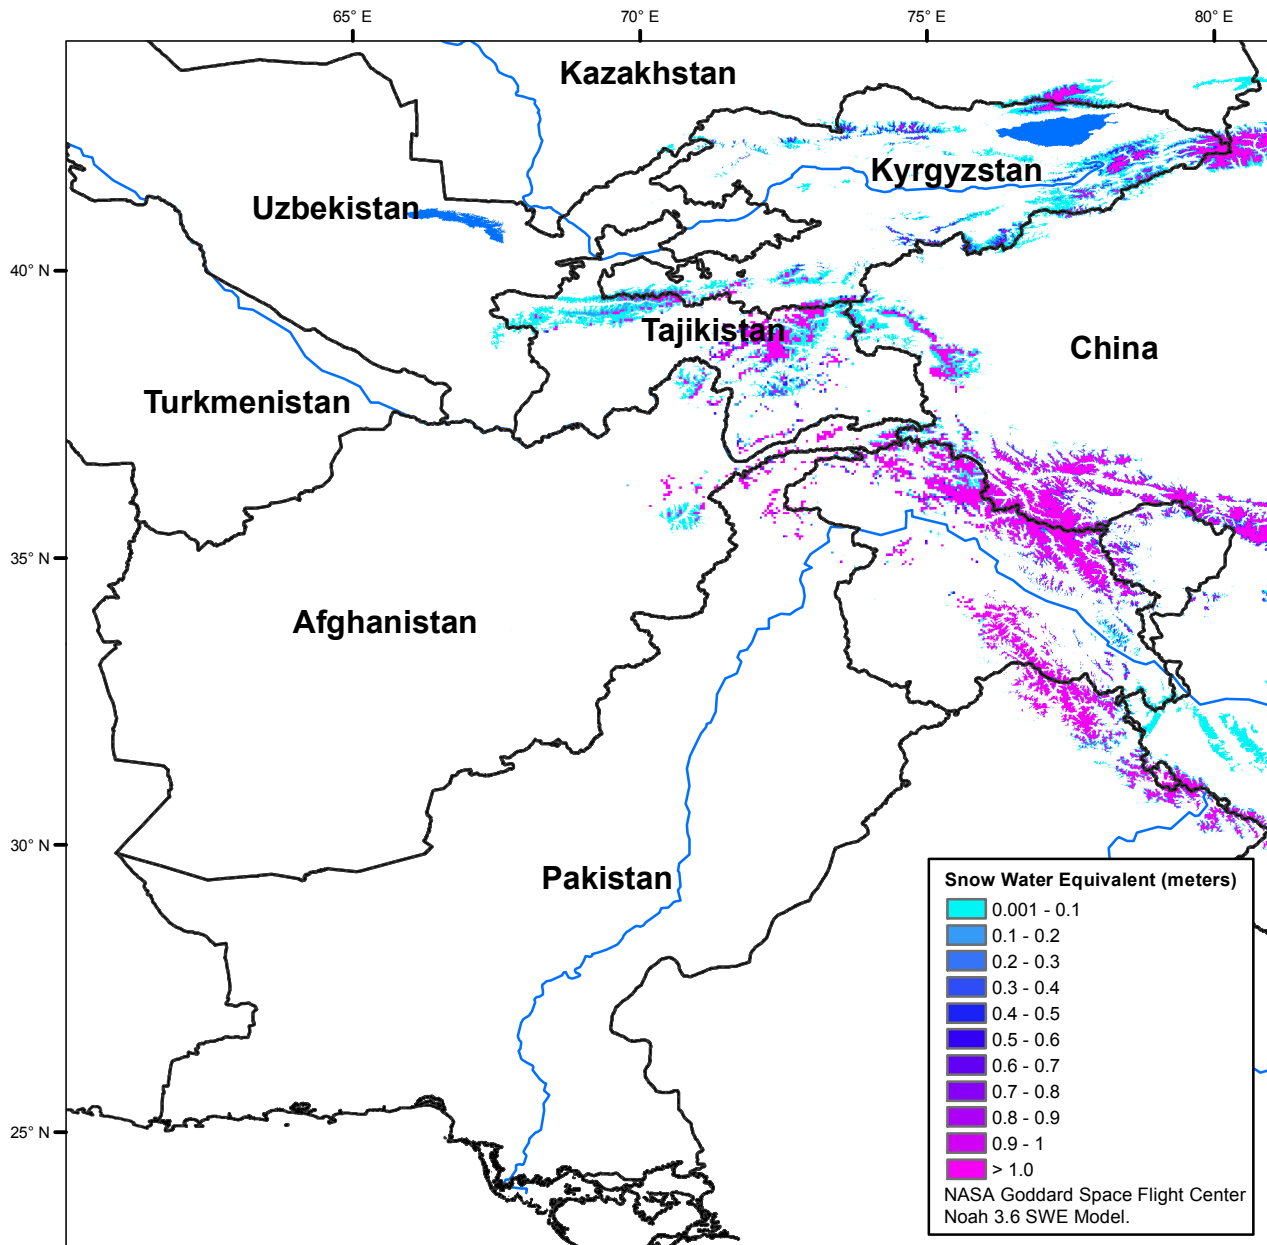 65° E
70° E
75° E
80° E
Kazakhstan
Kyrgyzstan
Uzbekistan
40° N
Tajikistan
China
Turkmenistan
35° N
Afghanistan
30° N
Pakistan
25° N
Snow Water Equivalent (meters)
0.001 - 0.1
0.1 - 0.2
0.2 - 0.3
0.3 - 0.4
0.4 - 0.5
0.5 - 0.6
0.6 - 0.7
0.7 - 0.8
0.8 - 0.9
0.9 - 1
> 1.0
NASA Goddard Space Flight Center
Noah 3.6 SWE Model.